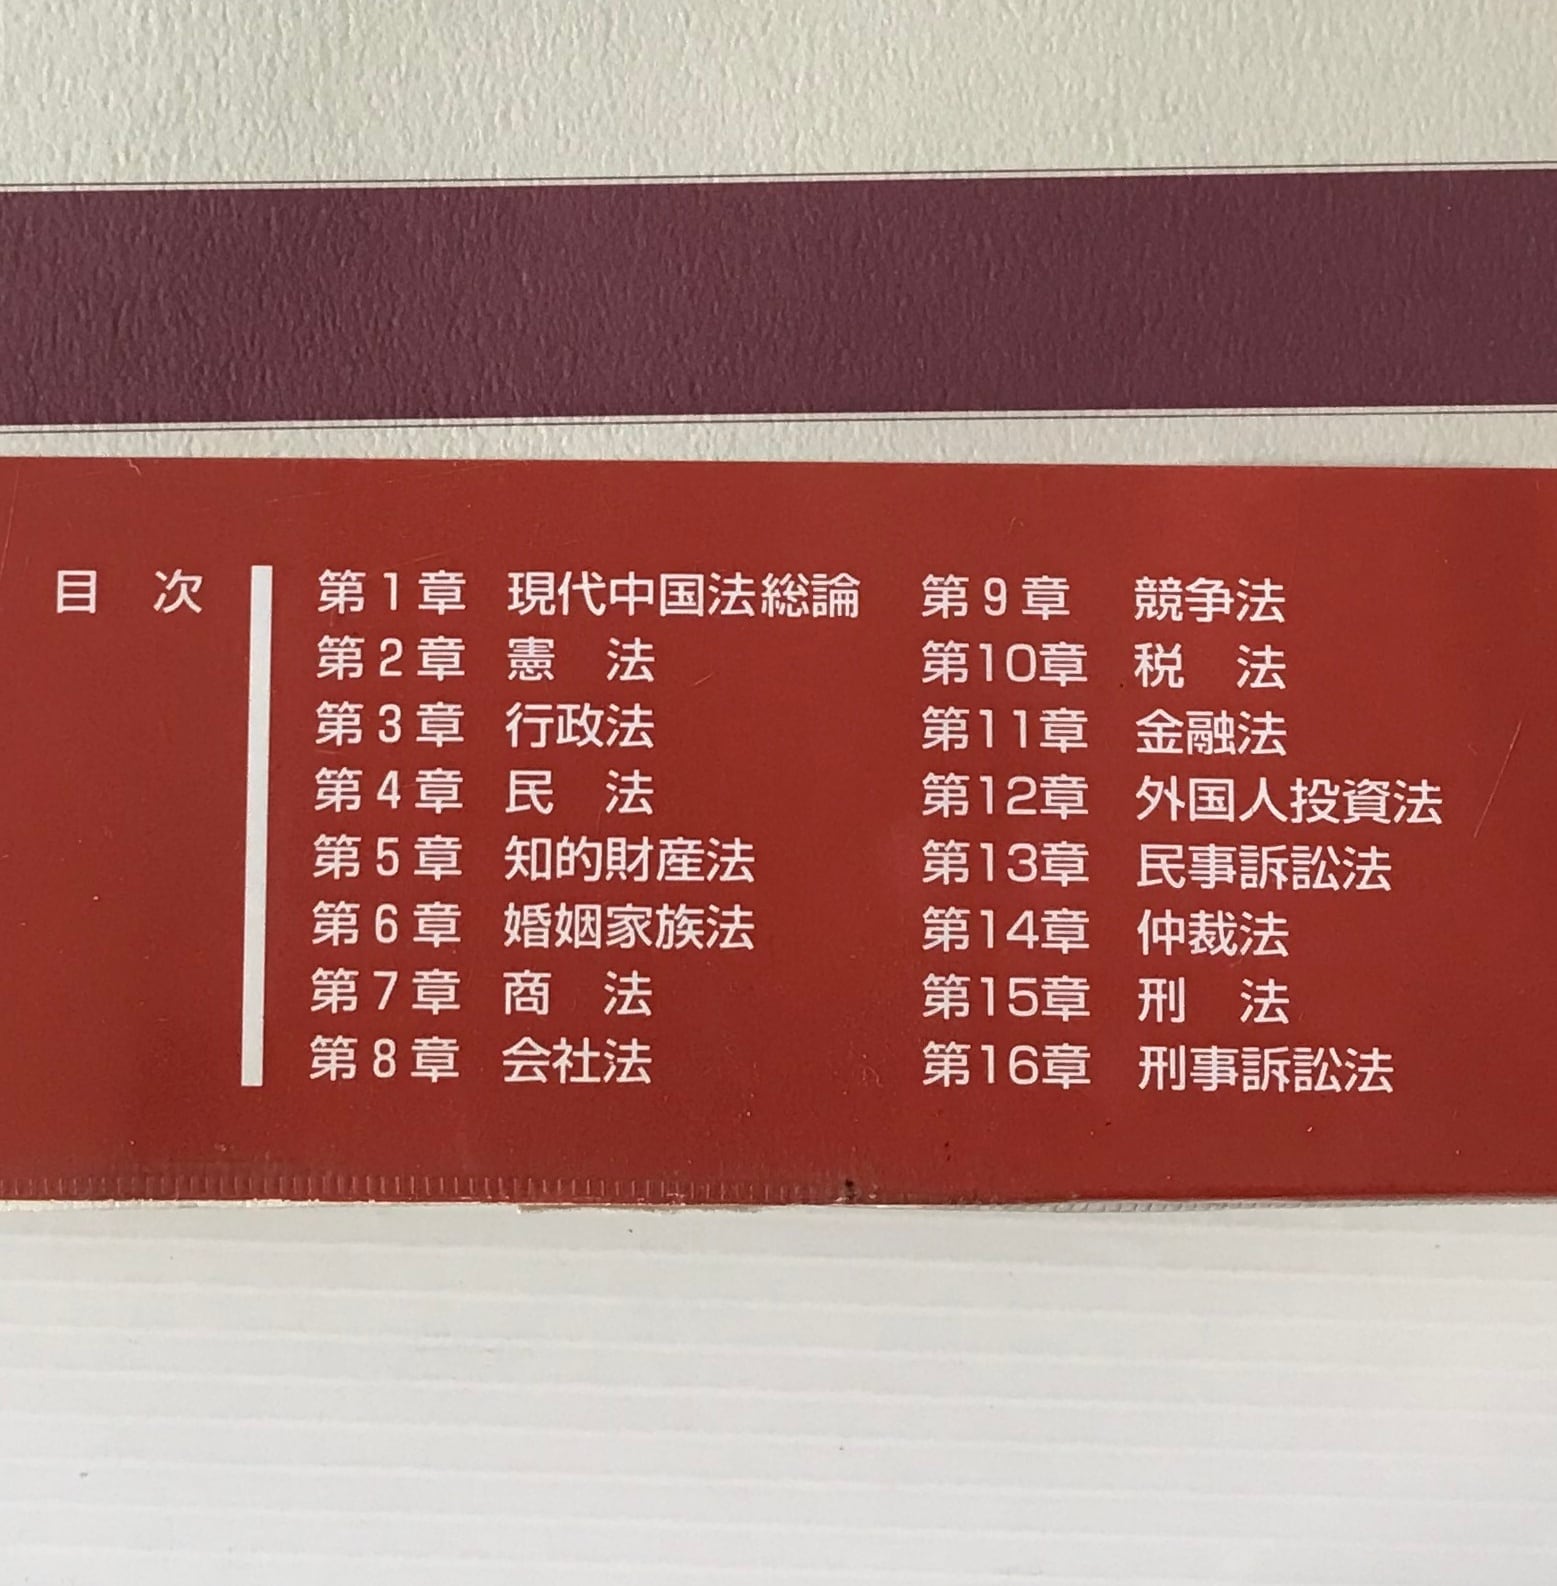 目 次
第1章 現代中国法総論
第2章 憲 法
第3章 行政法
第4章 民 法
第5章 知的財産法
第6章 婚姻家族法
第7章 商 法
第8章 会社法
第9章 競争法
第10章 税 法
第11章 金融法
第12章 外国人投資法
第13章 民事訴訟法
第14章 仲裁法
第15章 刑 法
第16章 刑事訴訟法